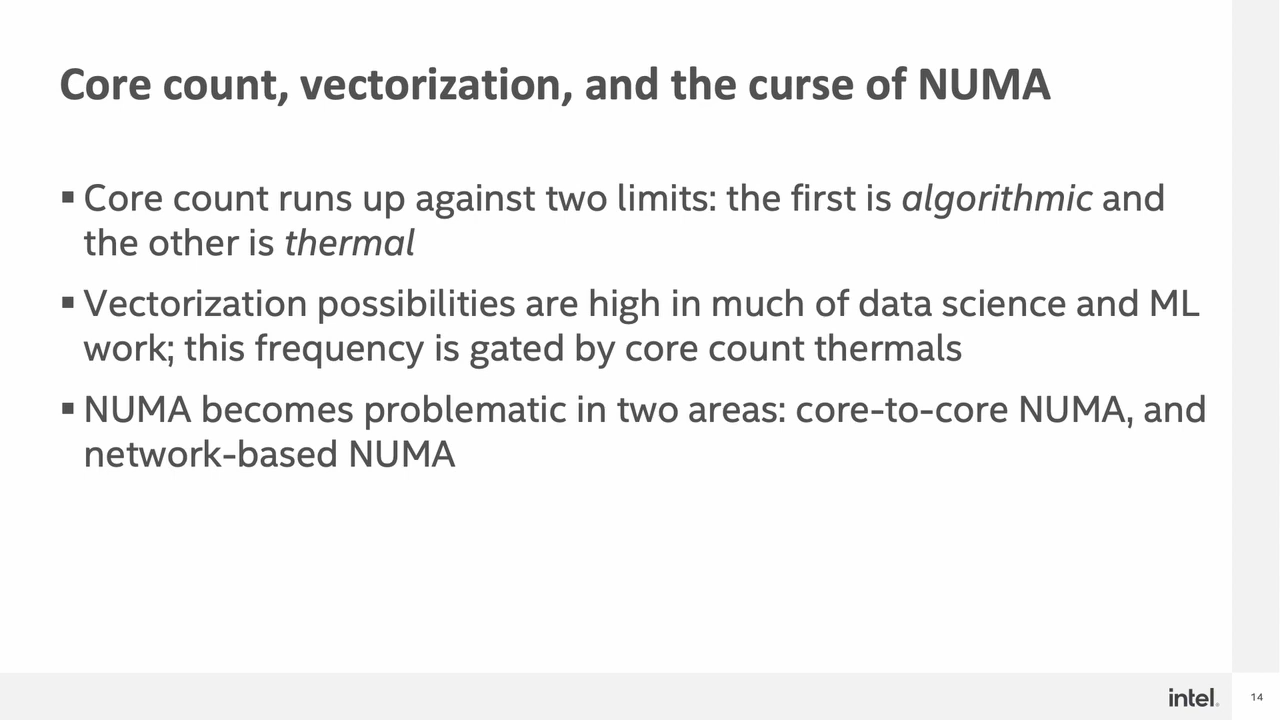 Core count, vectorization, and the curse of NUMA
▪ Core count runs up against two limits: the first is algorithmic and
the other is thermal
▪ Vectorization possibilities are high in much of data science and ML
work; this frequency is gated by core count thermals
▪ NUMA becomes problematic in two areas: core-to-core NUMA, and
network-based NUMA
intel.
14